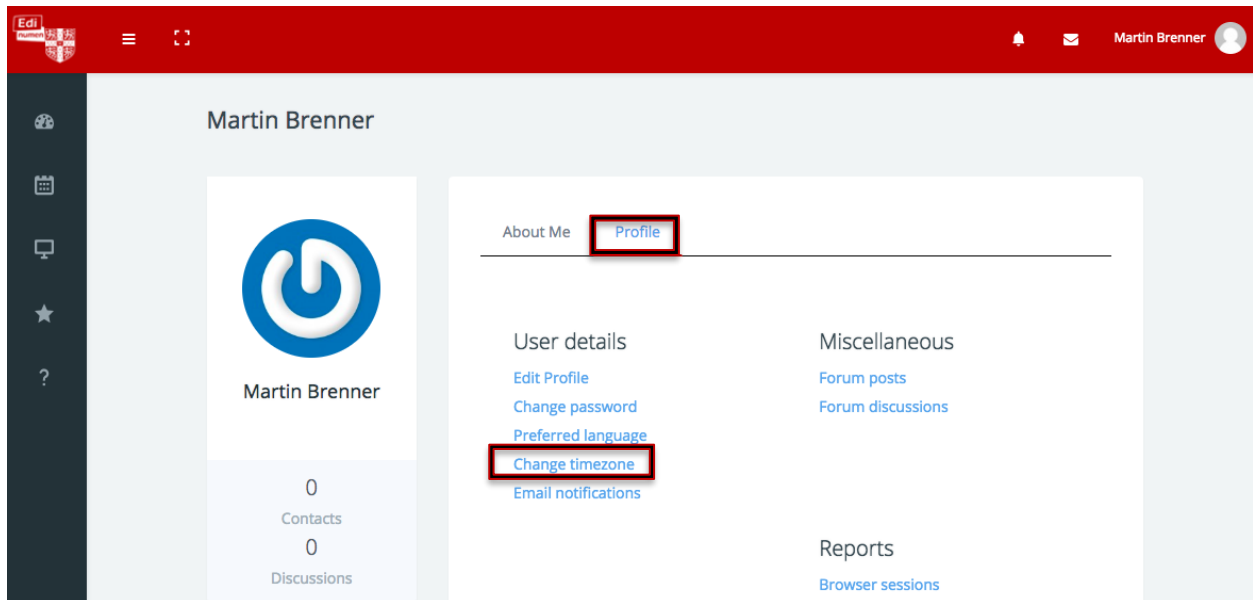 Edi
numen
Martin Brenner
Martin Brenner
About Me
Profile
User details
Miscellaneous
Edit Profile
Forum posts
Martin Brenner
Change password
Forum discussions
Preferred language
Change timezone
0
Email notifications
Contacts
0
Reports
Discussions
Browser sessions
?